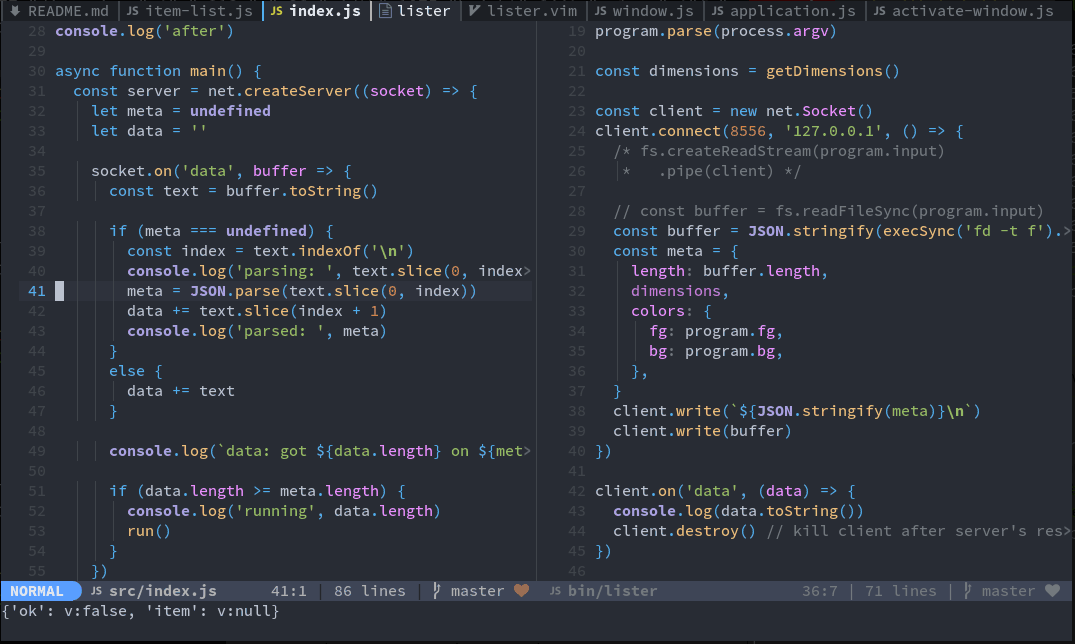 README.md JS item-list.js JS index.js lister lister.vim JS window.js JS application.js JS activate-window.js
28 console.log('after')
29
30 async function main() {
31 const server = net.createServer((socket) => {
32 let meta = undefined
33 let data = ''
34
35 socket.on('data', buffer => {
36 const text = buffer.toString()
37
38 if (meta === undefined) {
39 const index = text.indexOf('\n')
40 console.log('parsing: ', text.slice(0, index>
41 meta = JSON.parse(text.slice(0, index))
42 data += text.slice(index + 1)
43 console.log('parsed: ', meta)
44 }
45 else {
46 data += text
47 }
48
49 console.log(`data: got ${data.length} on ${met>
50
51 if (data.length >= meta.length) {
52 console.log('running', data.length)
53 run()
54 }
55 })
19 program.parse(process.argv)
20
21 const dimensions = getDimensions()
22
23 const client = new net.Socket()
24 client.connect(8556, '127.0.0.1', () => {
25 /* fs.createReadStream(program.input)
26 * .pipe(client) */
27
28 // const buffer = fs.readFileSync(program.input)
29 const buffer = JSON.stringify(execSync('fd -t f').>
30 const meta = {
31 length: buffer.length,
32 dimensions,
33 colors: {
34 fg: program.fg,
35 bg: program.bg,
36 },
37 }
38 client.write(`${JSON.stringify(meta)}\n`)
39 client.write(buffer)
40 })
41
42 client.on('data', (data) => {
43 console.log(data.toString())
44 client.destroy() // kill client after server's res>
45 })
46
NORMAL JS src/index.js 41:1 | 86 lines | master JS bin/lister 36:7 | 71 lines | master
{'ok': v:false, 'item': v:null}